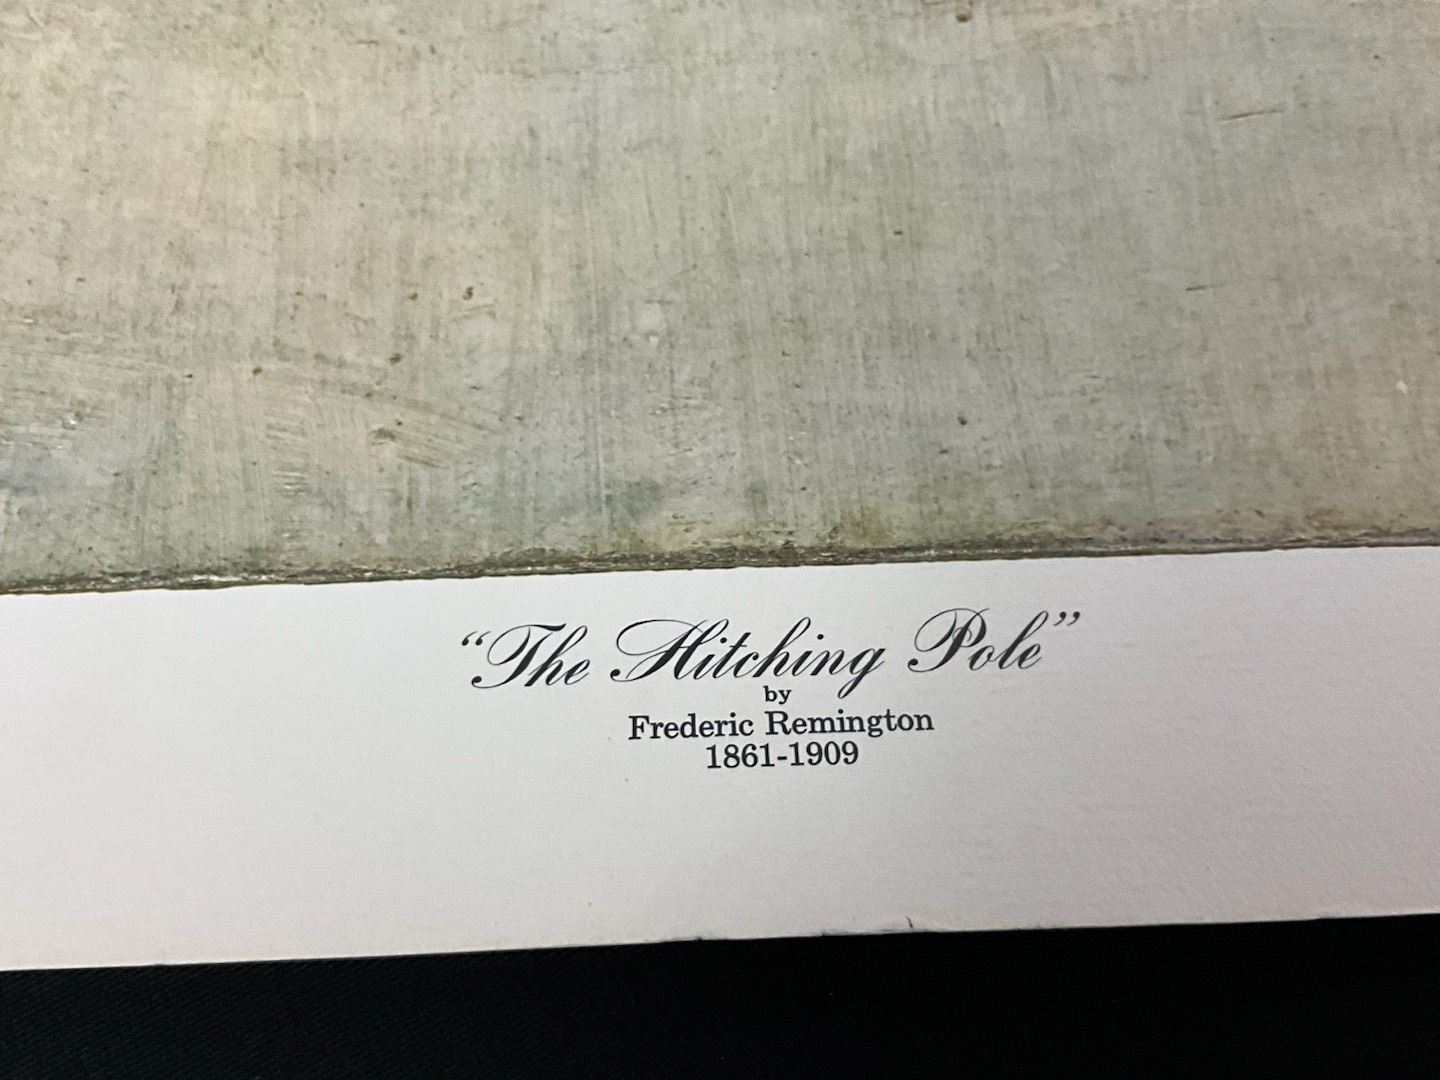 “The Hitching Pole”
by
Frederic Remington
1861-1909